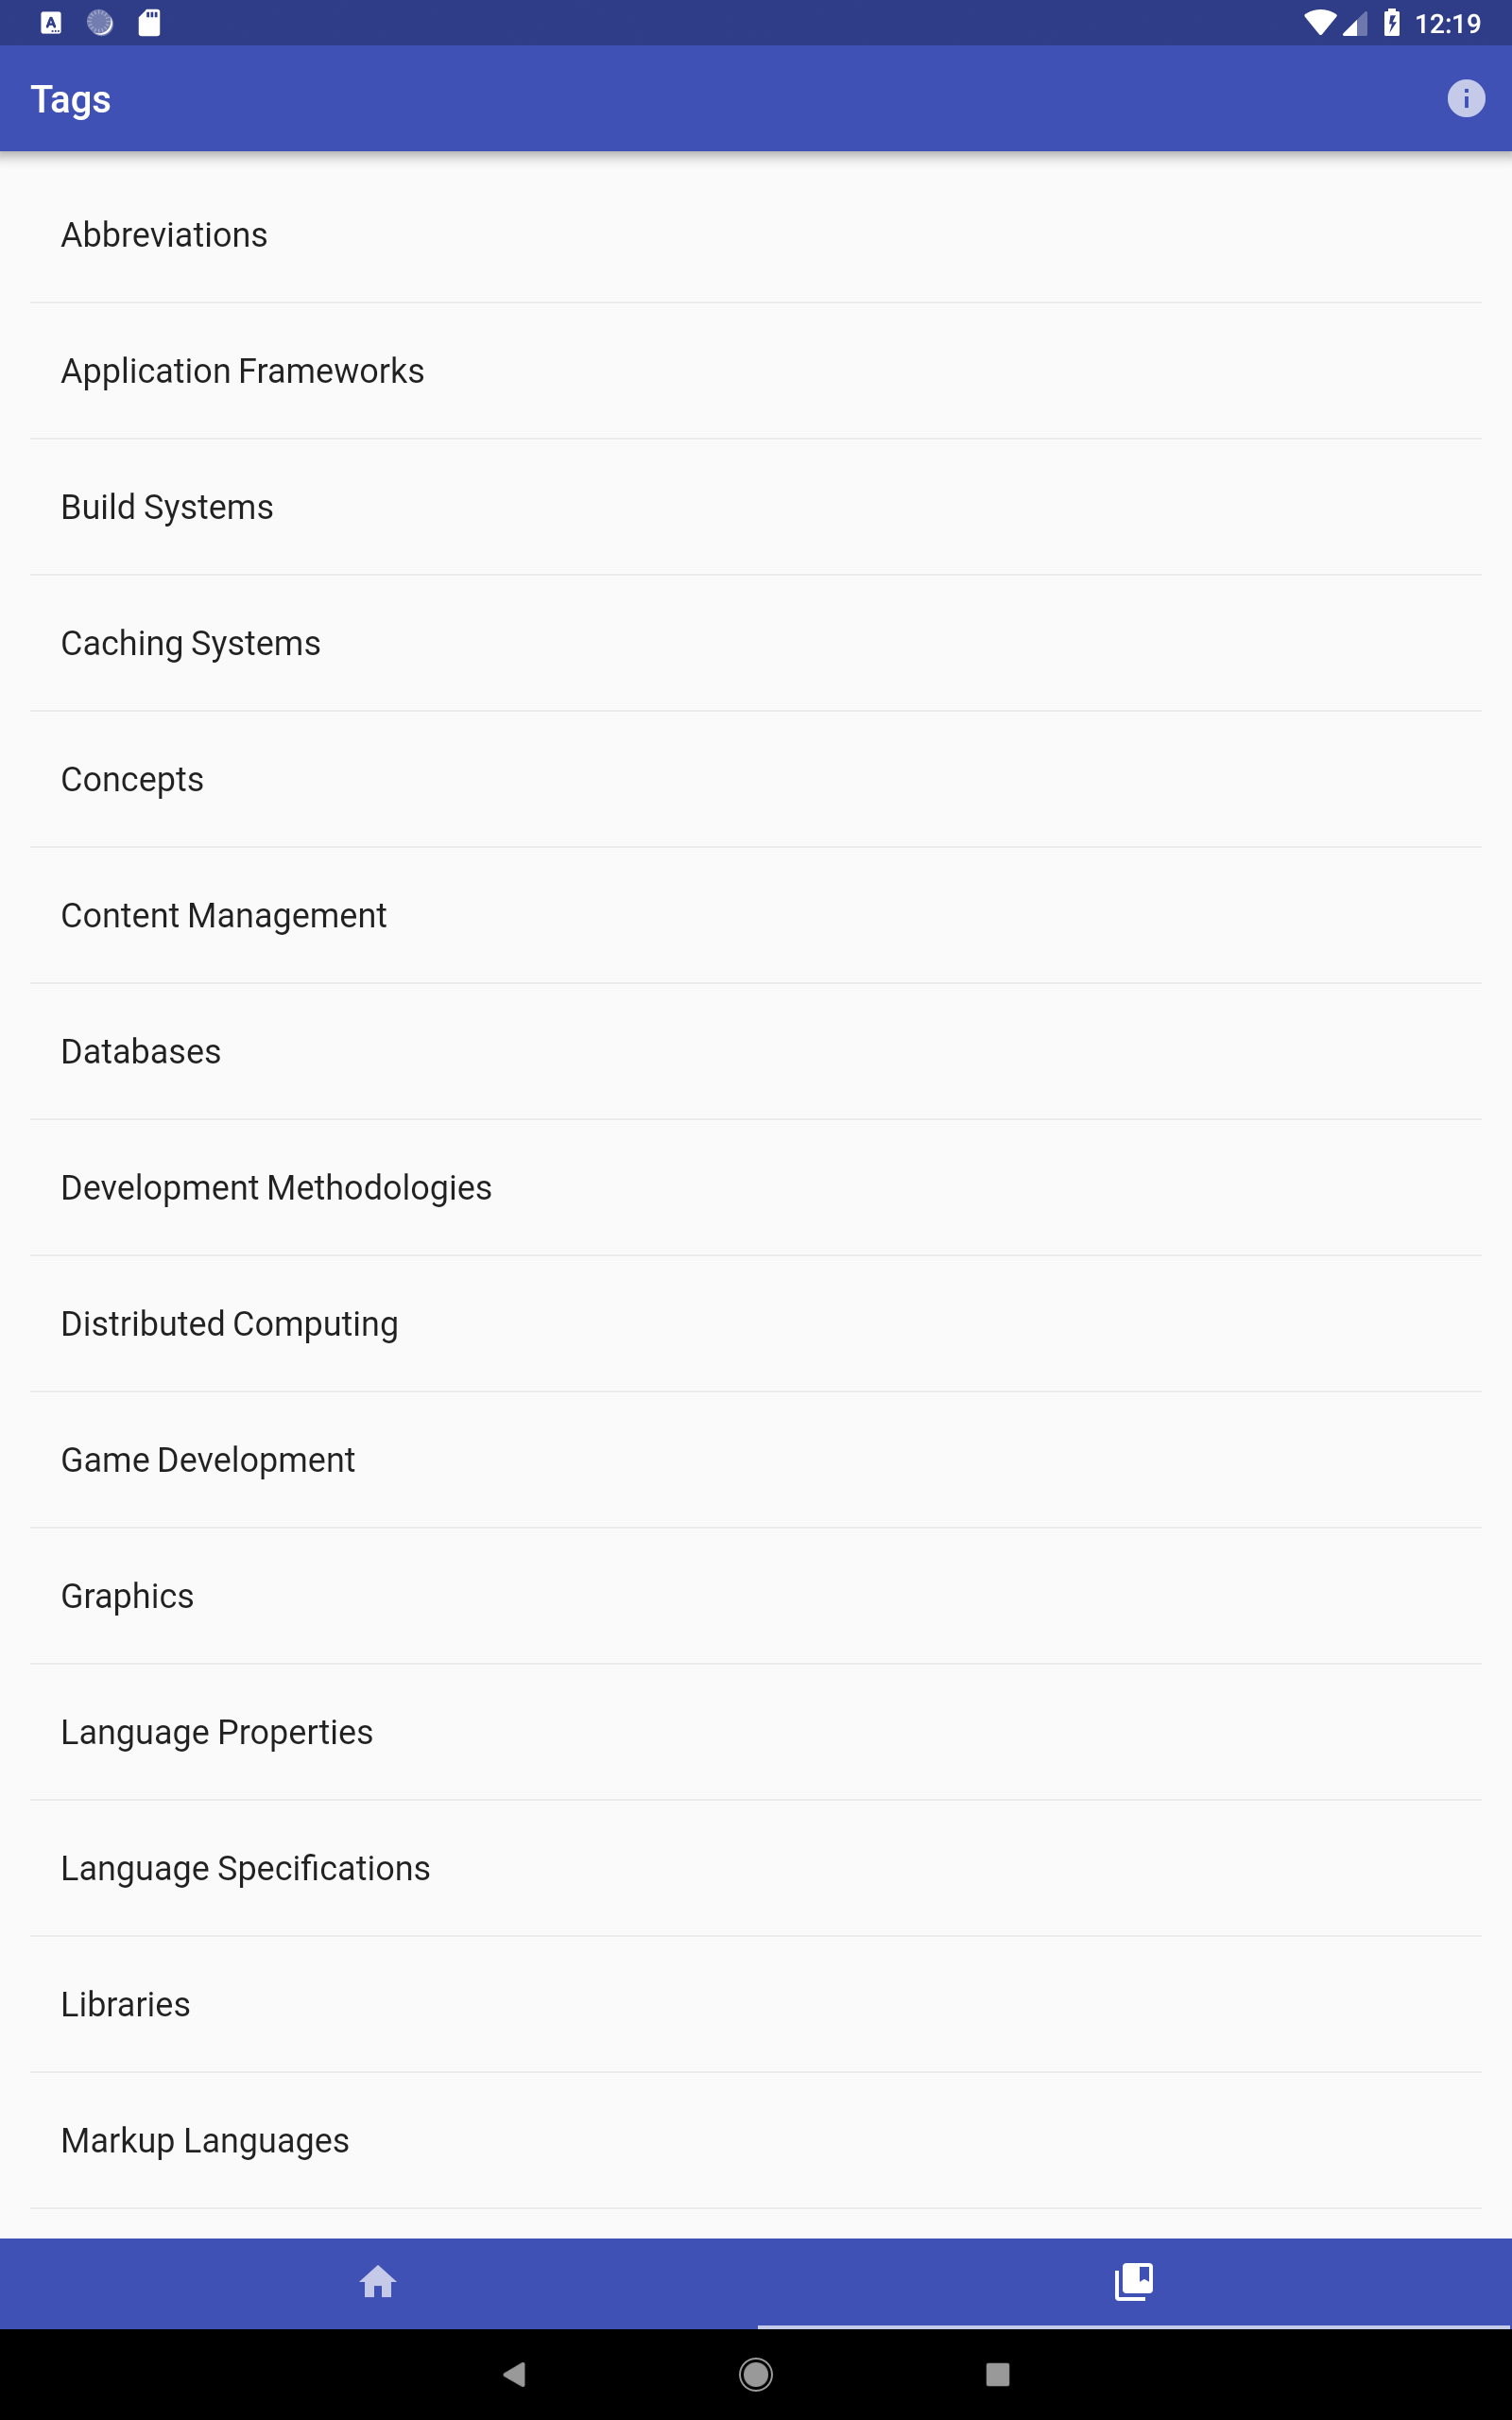 12:19
Tags
Abbreviations
Application Frameworks
Build Systems
Caching Systems
Concepts
Content Management
Databases
Development Methodologies
Distributed Computing
Game Development
Graphics
Language Properties
Language Specifications
Libraries
Markup Languages